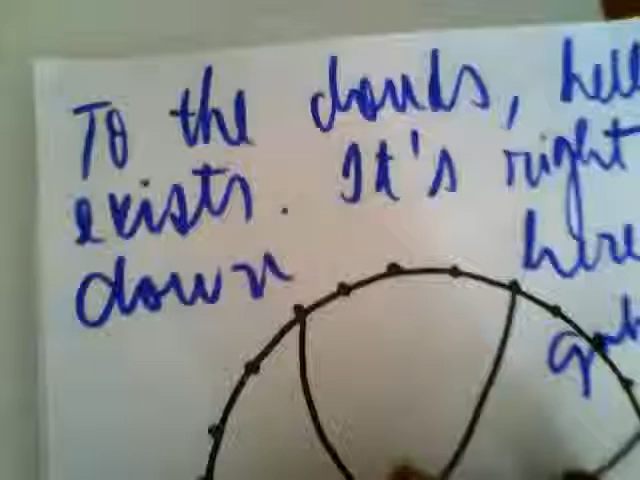 To the clouds, hell
exists. It's right
down here